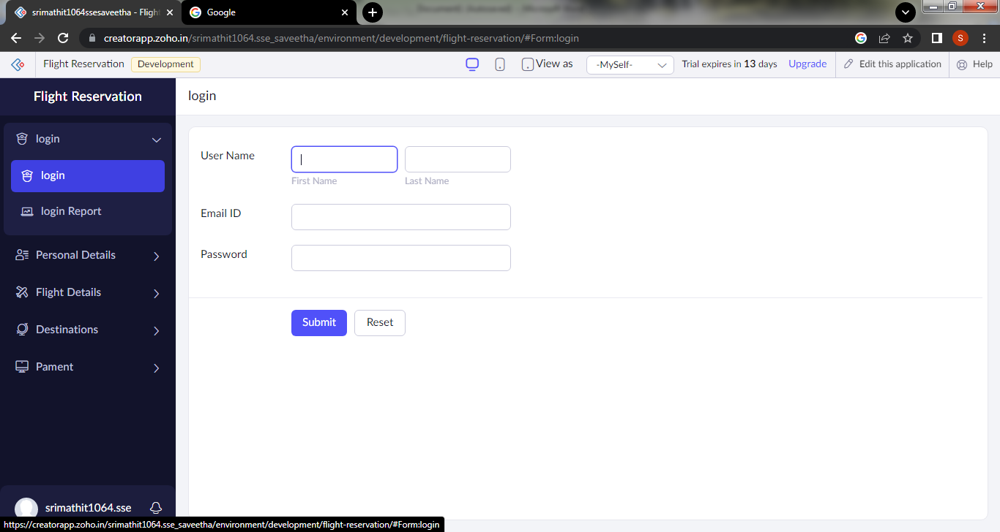 srimathit1064ssesaveetha - Fligh
Google
creatorapp.zoho.in/srimathit1064.sse_saveetha/environment/development/flight-reservation/#Form:login
S
Flight Reservation
Development
View as
-MySelf-
Trial expires in 13 days
Upgrade
Edit this application
Help
Flight Reservation
login
login
login
login Report
Personal Details
Flight Details
Destinations
Pament
User Name
First Name
Last Name
Email ID
Password
Submit
Reset
srimathit1064.sse
https://creatorapp.zoho.in/srimathit1064.sse_saveetha/environment/development/flight-reservation/#Form:login